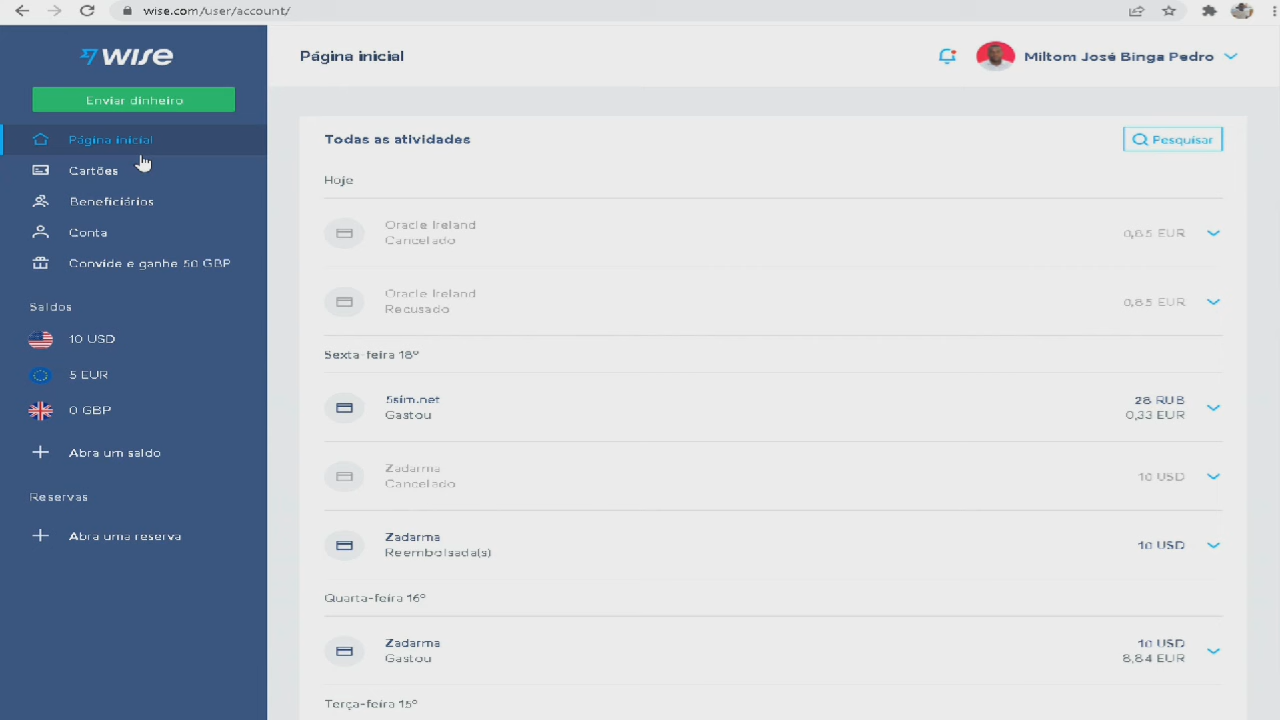 wise.com/user/account/
WISE
Enviar dinheiro
Página inicial
Cartões
Beneficiários
Conta
Convide e ganhe 50 GBP
Saldos
10 USD
5 EUR
0 GBP
Abra um saldo
Reservas
Abra uma reserva
Página inicial
Miltom José Binga Pedro
Todas as atividades
Pesquisar
Hoje
Oracle Ireland
Cancelado
0,85 EUR
Oracle Ireland
Recusado
0,85 EUR
Sexta-feira 18º
5sim.net
Gastou
28 RUB
0,33 EUR
Zadarma
Cancelado
10 USD
Zadarma
Reembolsada(s)
10 USD
Quarta-feira 16º
Zadarma
Gastou
10 USD
8,84 EUR
Terça-feira 15º